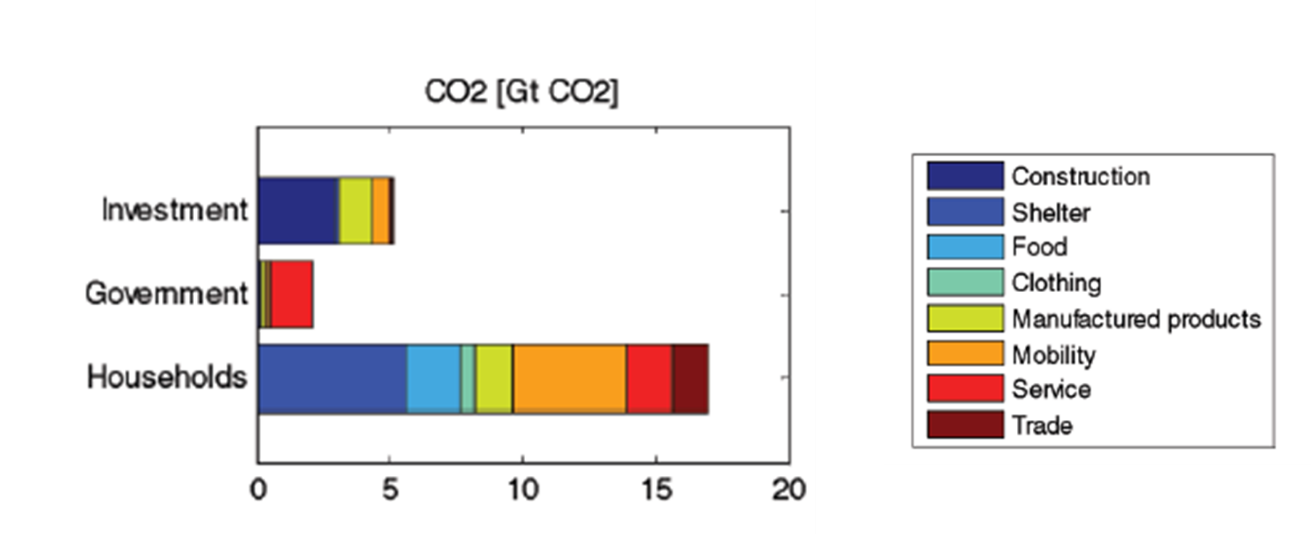 CO2 [Gt CO2]
Investment
Government
Households
0 5 10 15 20
Construction
Shelter
Food
Clothing
Manufactured products
Mobility
Service
Trade